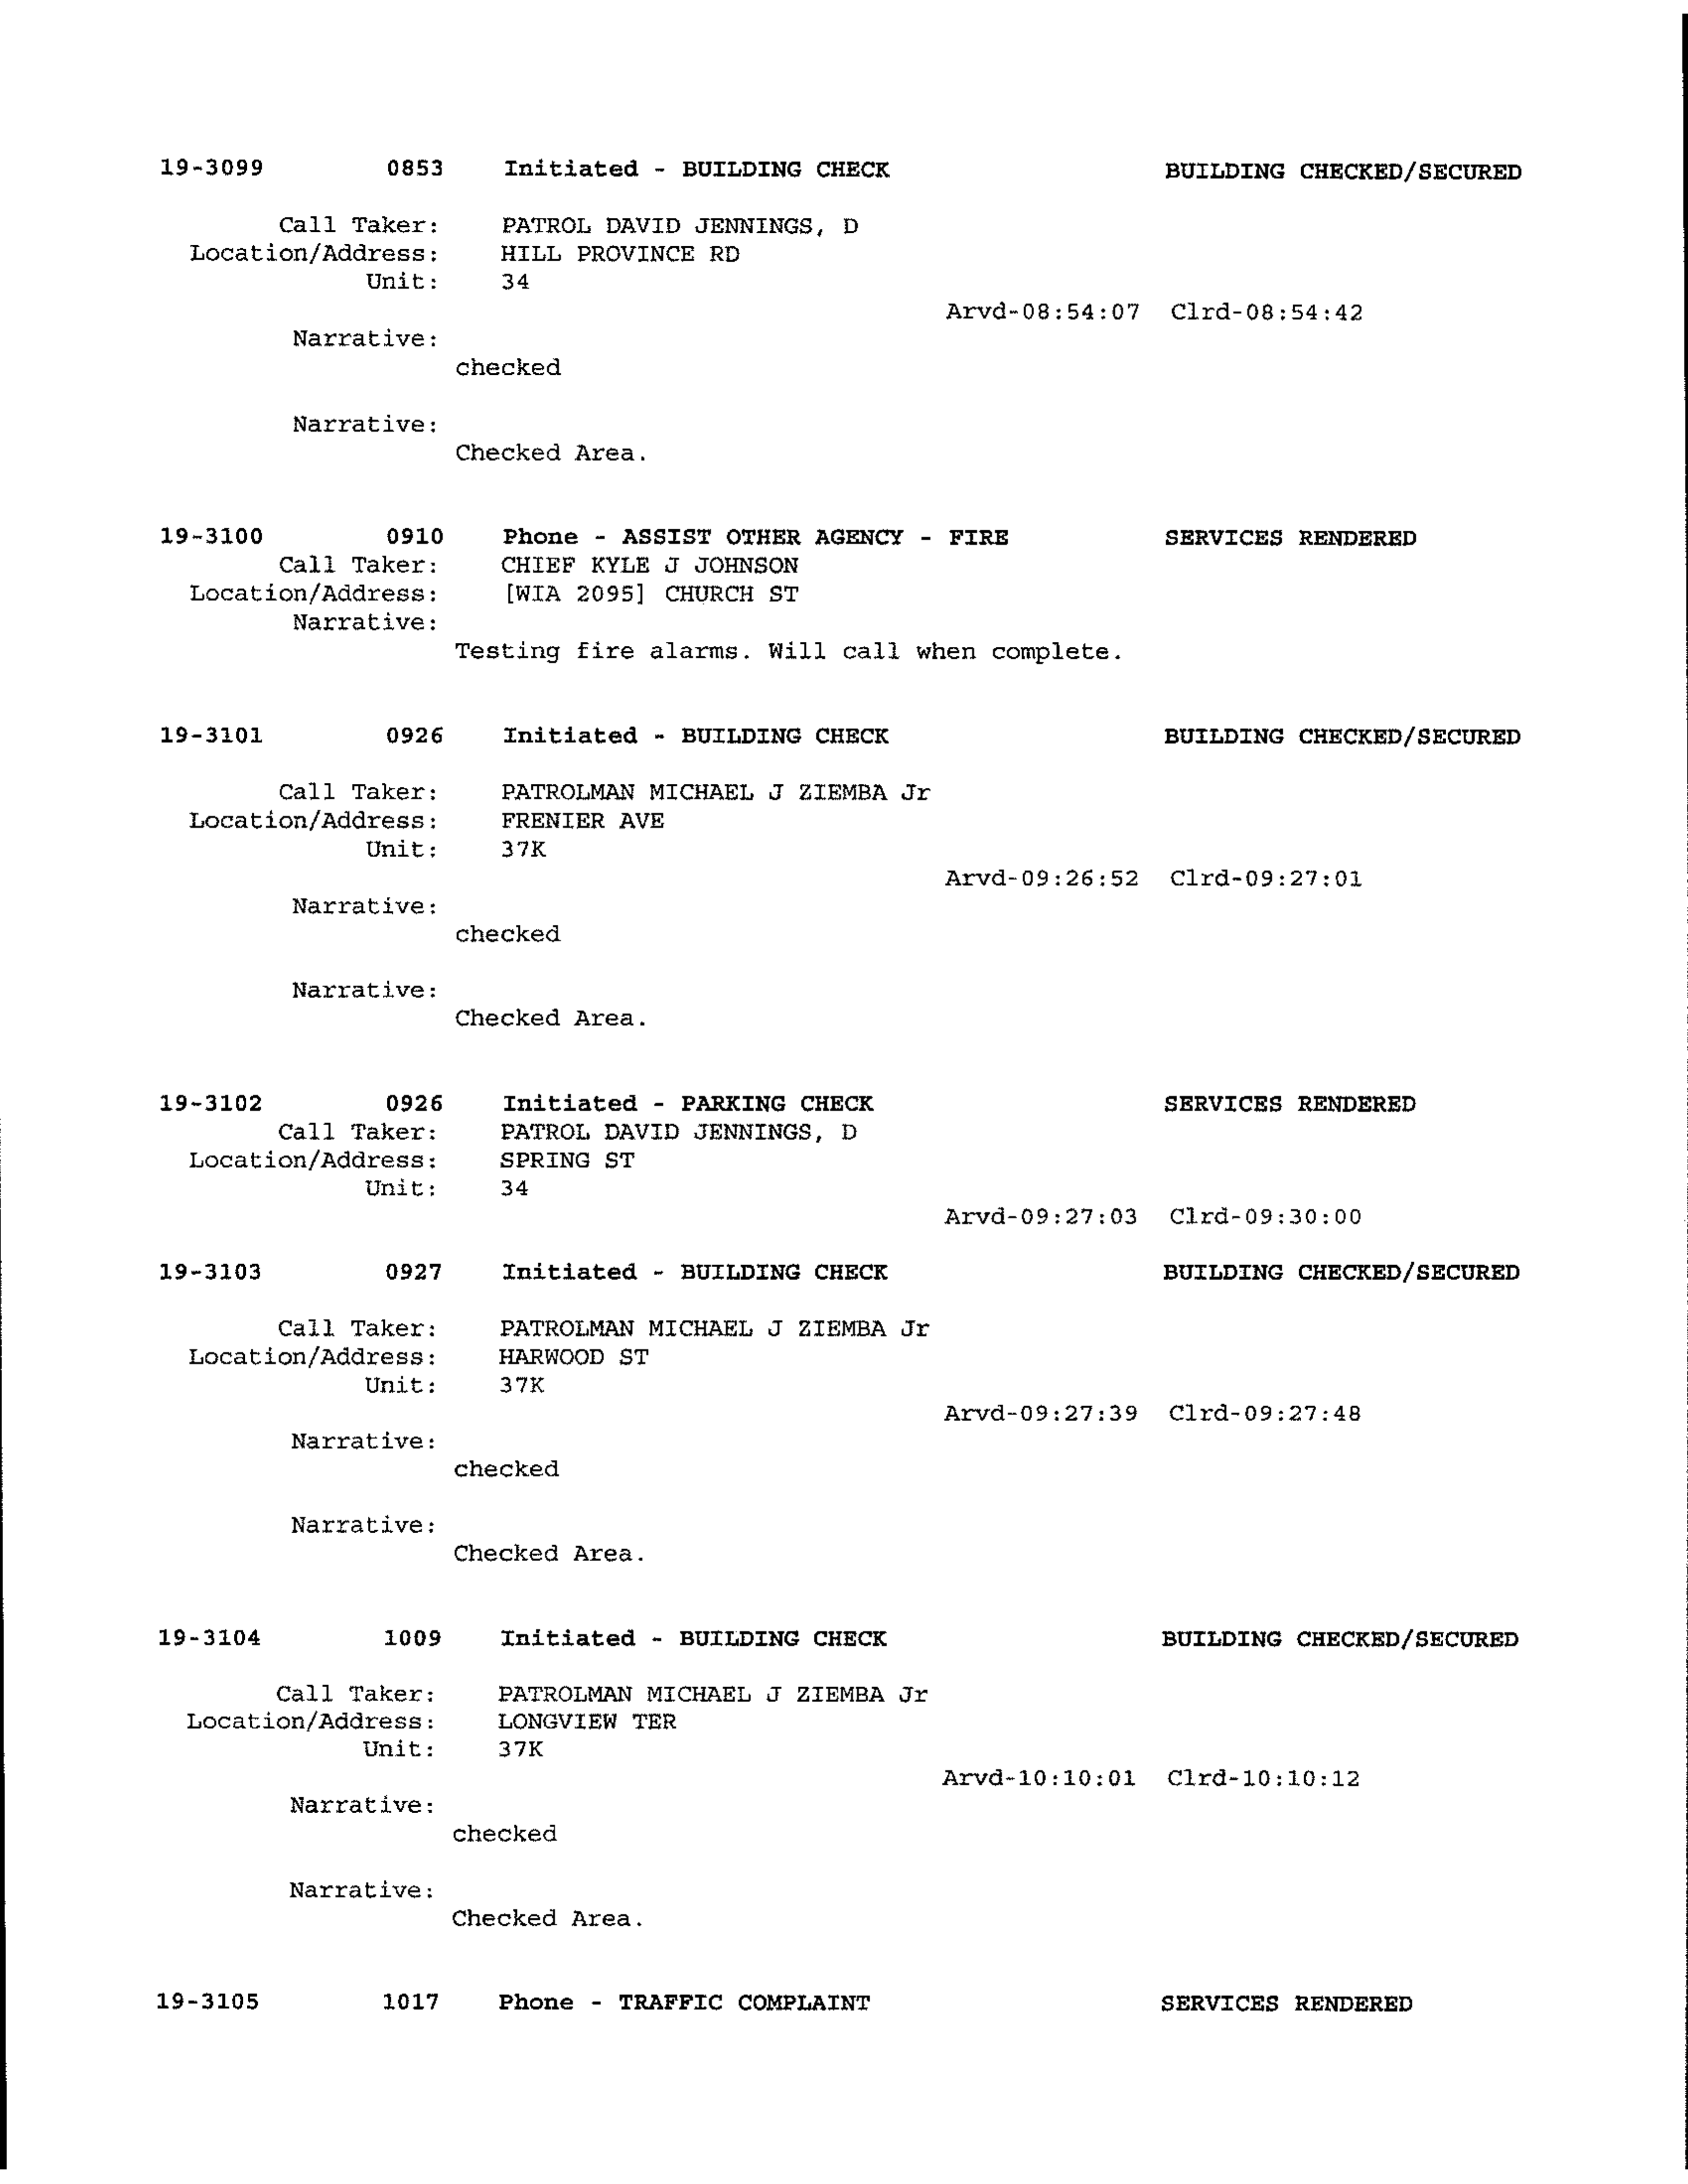 19-3099 0853 Initiated - BUILDING CHECK BUILDING CHECKED/SECURED
Call Taker: PATROL DAVID JENNINGS, D
Location/Address: HILL PROVINCE RD
Unit: 34
Arvd-08:54:07 Clrd-08:54:42
Narrative:
checked
Narrative:
Checked Area.
19-3100 0910 Phone - ASSIST OTHER AGENCY - FIRE SERVICES RENDERED
Call Taker: CHIEF KYLE J JOHNSON
Location/Address: [WIA 2095] CHURCH ST
Narrative:
Testing fire alarms. Will call when complete.
19-3101 0926 Initiated - BUILDING CHECK BUILDING CHECKED/SECURED
Call Taker: PATROLMAN MICHAEL J ZIEMBA Jr
Location/Address: FRENIER AVE
Unit: 37K
Arvd-09:26:52 Clrd-09:27:01
Narrative:
checked
Narrative:
Checked Area.
19-3102 0926 Initiated - PARKING CHECK SERVICES RENDERED
Call Taker: PATROL DAVID JENNINGS, D
Location/Address: SPRING ST
Unit: 34
Arvd-09:27:03 Clrd-09:30:00
19-3103 0927 Initiated - BUILDING CHECK BUILDING CHECKED/SECURED
Call Taker: PATROLMAN MICHAEL J ZIEMBA Jr
Location/Address: HARWOOD ST
Unit: 37K
Arvd-09:27:39 Clrd-09:27:48
Narrative:
checked
Narrative:
Checked Area.
19-3104 1009 Initiated - BUILDING CHECK BUILDING CHECKED/SECURED
Call Taker: PATROLMAN MICHAEL J ZIEMBA Jr
Location/Address: LONGVIEW TER
Unit: 37K
Arvd-10:10:01 Clrd-10:10:12
Narrative:
checked
Narrative:
Checked Area.
19-3105 1017 Phone - TRAFFIC COMPLAINT SERVICES RENDERED